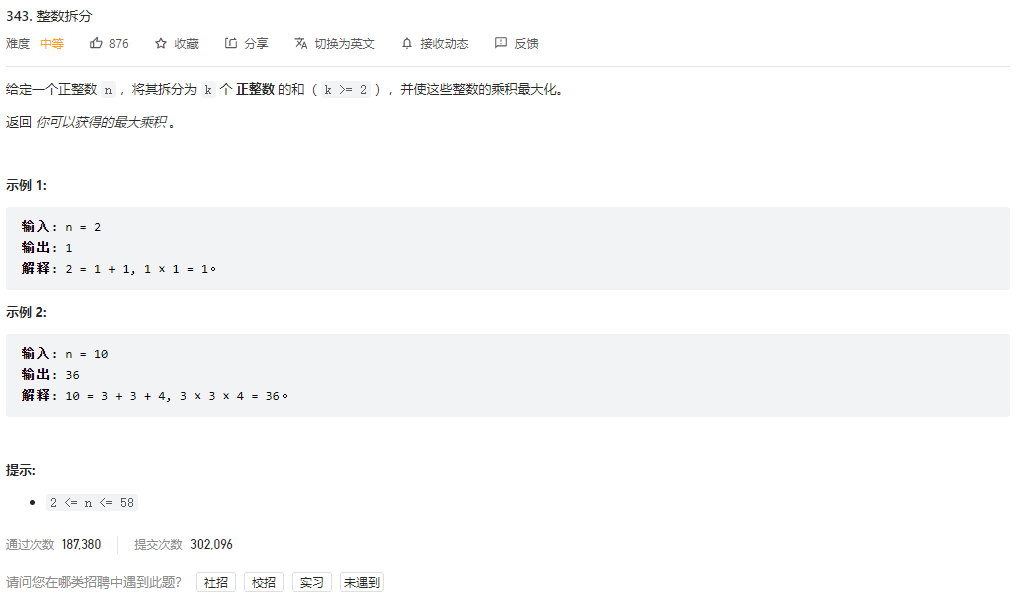 343. 整数拆分
难度 中等 876 收藏 分享 切换为英文 接收动态 反馈
给定一个正整数 n ，将其拆分为 k 个 正整数 的和（ k >= 2 ），并使这些整数的乘积最大化。
返回 你可以获得的最大乘积 。
示例 1:
输入: n = 2
输出: 1
解释: 2 = 1 + 1, 1 × 1 = 1。
示例 2:
输入: n = 10
输出: 36
解释: 10 = 3 + 3 + 4, 3 × 3 × 4 = 36。
提示:
2 <= n <= 58
通过次数 187,380 提交次数 302,096
请问您在哪类招聘中遇到此题? 社招 校招 实习 未遇到